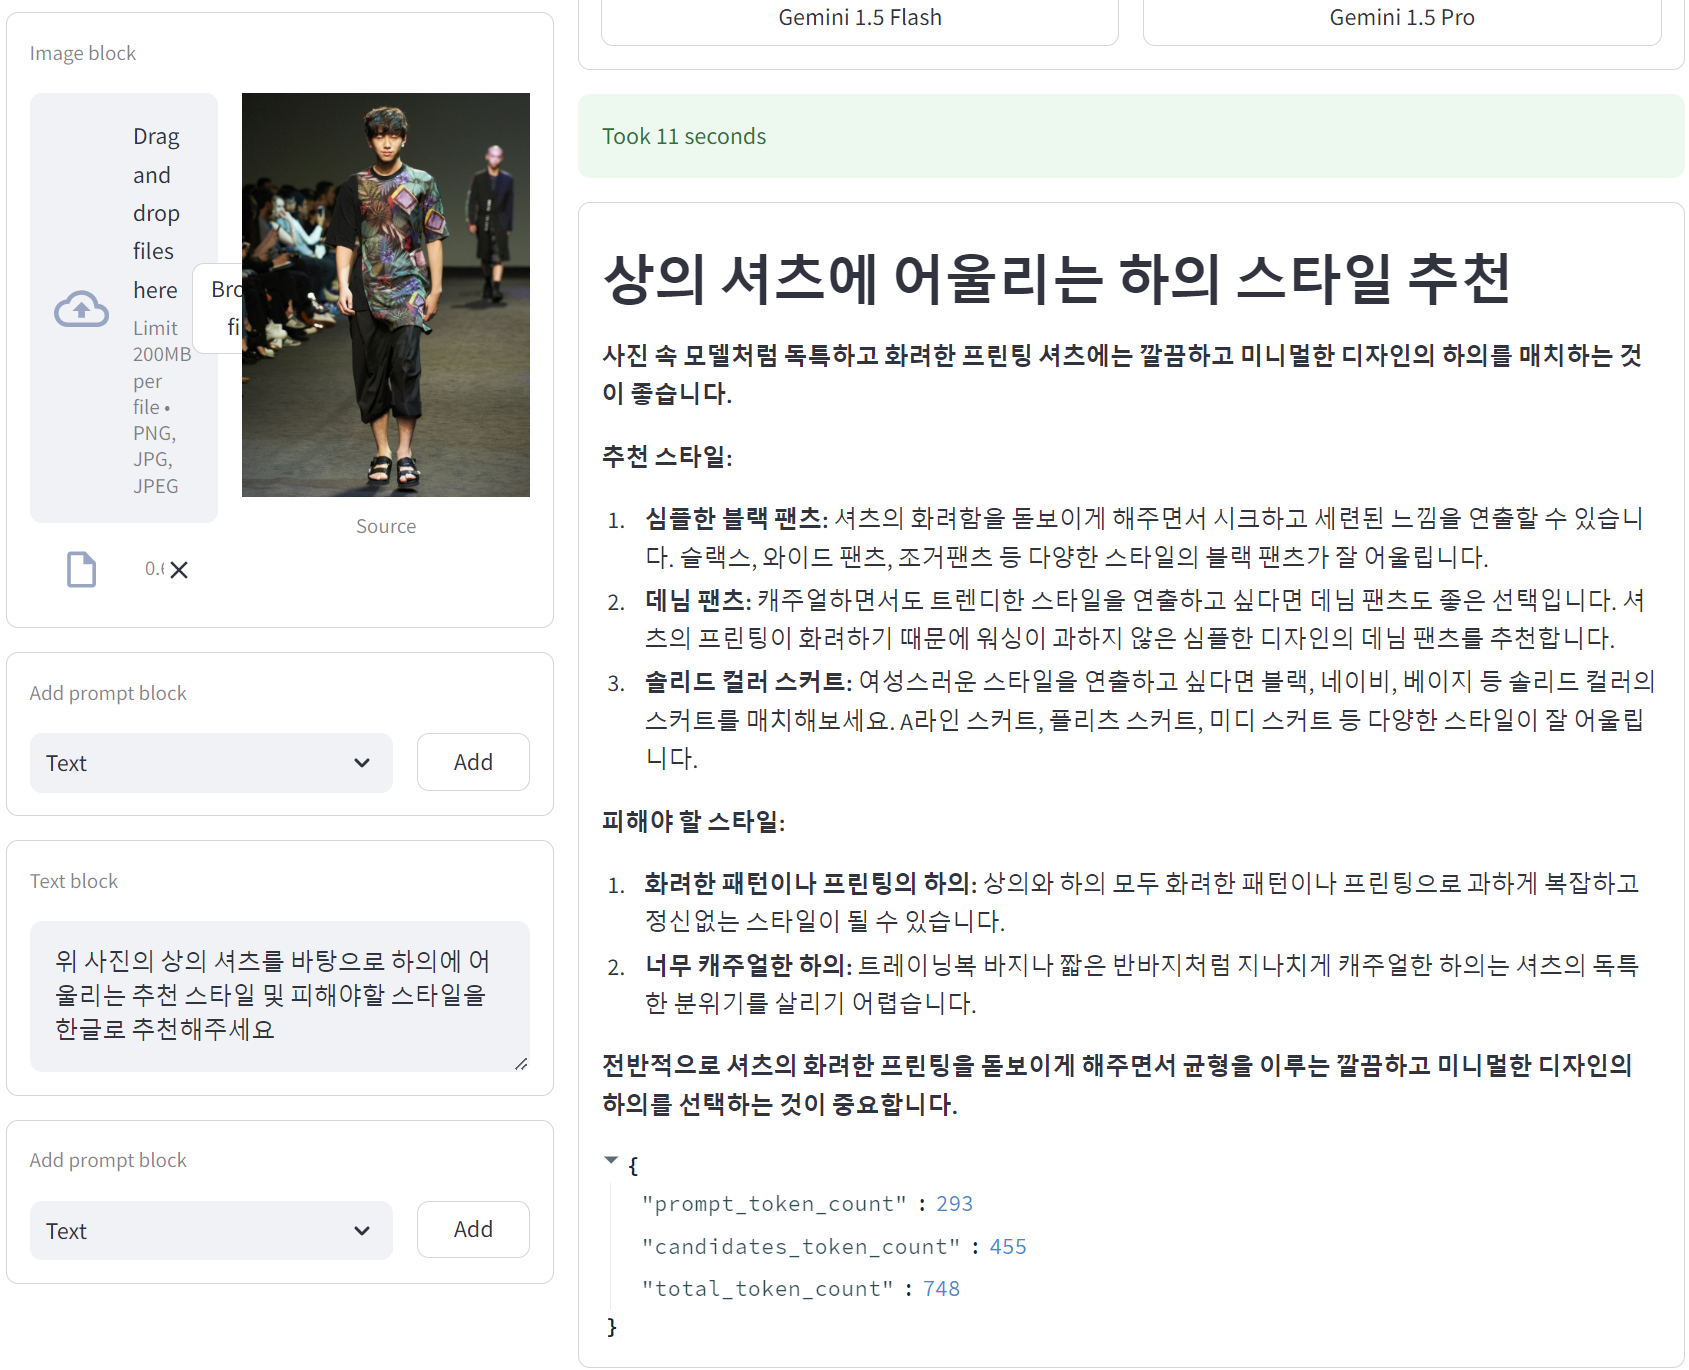 Image block
Drag
and
drop
files
here
Limit
200MB
per
file •
PNG,
JPG,
JPEG
Bro
fi
Source
0.6
Add prompt block
Text
Add
Text block
위 사진의 상의 셔츠를 바탕으로 하의에 어
울리는 추천 스타일 및 피해야할 스타일을
한글로 추천해주세요
Add prompt block
Text
Add
Gemini 1.5 Flash
Gemini 1.5 Pro
Took 11 seconds
상의 셔츠에 어울리는 하의 스타일 추천
사진 속 모델처럼 독특하고 화려한 프린팅 셔츠에는 깔끔하고 미니멀한 디자인의 하의를 매치하는 것
이 좋습니다.
추천 스타일:
1. 심플한 블랙 팬츠: 셔츠의 화려함을 돋보이게 해주면서 시크하고 세련된 느낌을 연출할 수 있습니
다. 슬랙스, 와이드 팬츠, 조거팬츠 등 다양한 스타일의 블랙 팬츠가 잘 어울립니다.
2. 데님 팬츠: 캐주얼하면서도 트렌디한 스타일을 연출하고 싶다면 데님 팬츠도 좋은 선택입니다. 셔
츠의 프린팅이 화려하기 때문에 워싱이 과하지 않은 심플한 디자인의 데님 팬츠를 추천합니다.
3. 솔리드 컬러 스커트: 여성스러운 스타일을 연출하고 싶다면 블랙, 네이비, 베이지 등 솔리드 컬러의
스커트를 매치해보세요. A라인 스커트, 플리츠 스커트, 미디 스커트 등 다양한 스타일이 잘 어울립
니다.
피해야 할 스타일:
1. 화려한 패턴이나 프린팅의 하의: 상의와 하의 모두 화려한 패턴이나 프린팅으로 과하게 복잡하고
정신없는 스타일이 될 수 있습니다.
2. 너무 캐주얼한 하의: 트레이닝복 바지나 짧은 반바지처럼 지나치게 캐주얼한 하의는 셔츠의 독특
한 분위기를 살리기 어렵습니다.
전반적으로 셔츠의 화려한 프린팅을 돋보이게 해주면서 균형을 이루는 깔끔하고 미니멀한 디자인의
하의를 선택하는 것이 중요합니다.
{
"prompt_token_count" : 293
"candidates_token_count" : 455
"total_token_count" : 748
}